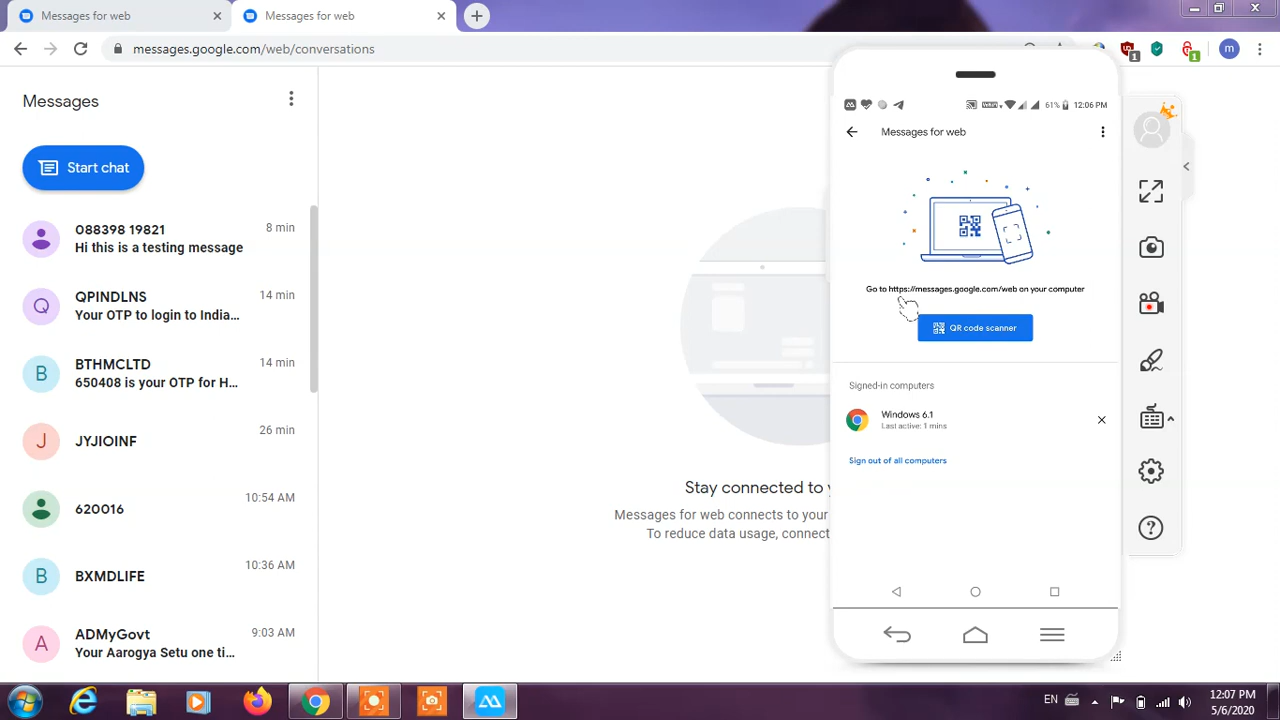 Messages for web
Messages for web
messages.google.com/web/conversations
m
1
1
Messages
Start chat
088398 19821
8 min
Hi this is a testing message
Q
QPINDLNS
14 min
Your OTP to login to India...
B
BTHMCLTD
14 min
650408 is your OTP for H...
J
JYJIOINF
26 min
620016
10:54 AM
B
BXMDLIFE
10:36 AM
A
ADMyGovt
9:03 AM
Your Aarogya Setu one ti...
Stay connected to
Messages for web connects to your
To reduce data usage, connect
61%
12:06 PM
Messages for web
Go to https://messages.google.com/web on your computer
QR code scanner
Signed-in computers
Windows 6.1
Last active: 1 mins
Sign out of all computers
EN
12:07 PM
5/6/2020